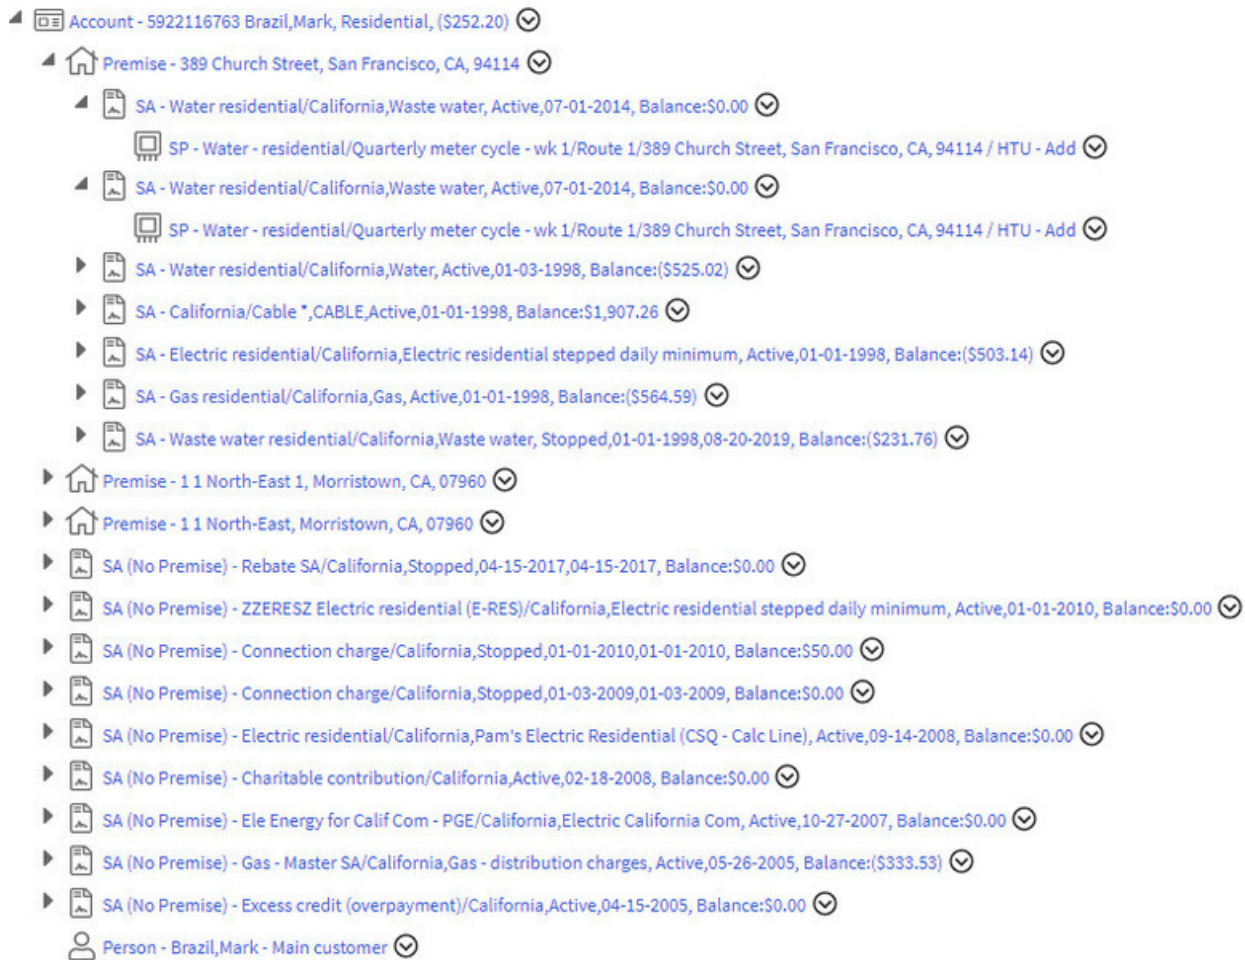 Account - 5922116763 Brazil,Mark, Residential, ($252.20)
Premise - 389 Church Street, San Francisco, CA, 94114
SA - Water residential/California,Waste water, Active,07-01-2014, Balance:$0.00
SP - Water - residential/Quarterly meter cycle - wk 1/Route 1/389 Church Street, San Francisco, CA, 94114 / HTU - Add
SA - Water residential/California,Waste water, Active,07-01-2014, Balance:$0.00
SP - Water - residential/Quarterly meter cycle - wk 1/Route 1/389 Church Street, San Francisco, CA, 94114 / HTU - Add
SA - Water residential/California,Water, Active,01-03-1998, Balance:($525.02)
SA - California/Cable *,CABLE,Active,01-01-1998, Balance:$1,907.26
SA - Electric residential/California,Electric residential stepped daily minimum, Active,01-01-1998, Balance:($503.14)
SA - Gas residential/California,Gas, Active,01-01-1998, Balance:($564.59)
SA - Waste water residential/California,Waste water, Stopped,01-01-1998,08-20-2019, Balance:($231.76)
Premise - 1 1 North-East 1, Morristown, CA, 07960
Premise - 1 1 North-East, Morristown, CA, 07960
SA (No Premise) - Rebate SA/California,Stopped,04-15-2017,04-15-2017, Balance:$0.00
SA (No Premise) - ZZERESZ Electric residential (E-RES)/California,Electric residential stepped daily minimum, Active,01-01-2010, Balance:$0.00
SA (No Premise) - Connection charge/California,Stopped,01-01-2010,01-01-2010, Balance:$50.00
SA (No Premise) - Connection charge/California,Stopped,01-03-2009,01-03-2009, Balance:$0.00
SA (No Premise) - Electric residential/California,Pam's Electric Residential (CSQ - Calc Line), Active,09-14-2008, Balance:$0.00
SA (No Premise) - Charitable contribution/California,Active,02-18-2008, Balance:$0.00
SA (No Premise) - Ele Energy for Calif Com - PGE/California,Electric California Com, Active,10-27-2007, Balance:$0.00
SA (No Premise) - Gas - Master SA/California,Gas - distribution charges, Active,05-26-2005, Balance:($333.53)
SA (No Premise) - Excess credit (overpayment)/California,Active,04-15-2005, Balance:$0.00
Person - Brazil,Mark - Main customer